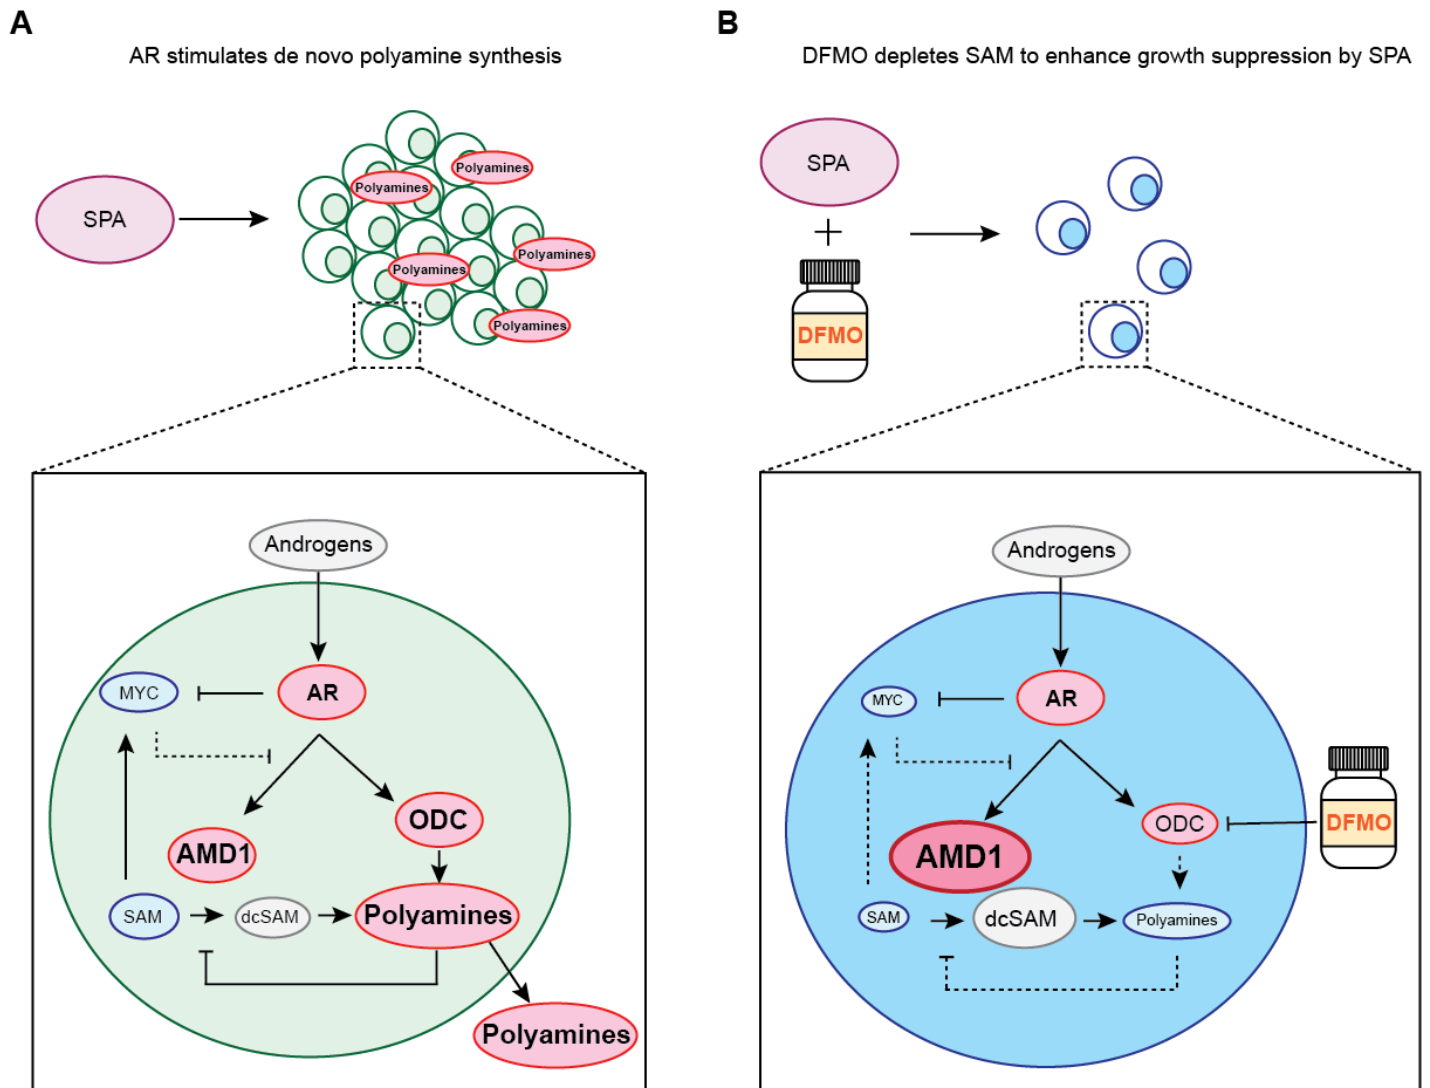 A
AR stimulates de novo polyamine synthesis
SPA
Polyamines
Polyamines
Polyamines
Polyamines
Polyamines
Androgens
MYC
AR
ODC
AMD1
SAM
dcSAM
Polyamines
Polyamines
B
DFMO depletes SAM to enhance growth suppression by SPA
SPA
+
DFMO
Androgens
MYC
AR
ODC
DFMO
AMD1
SAM
dcSAM
Polyamines